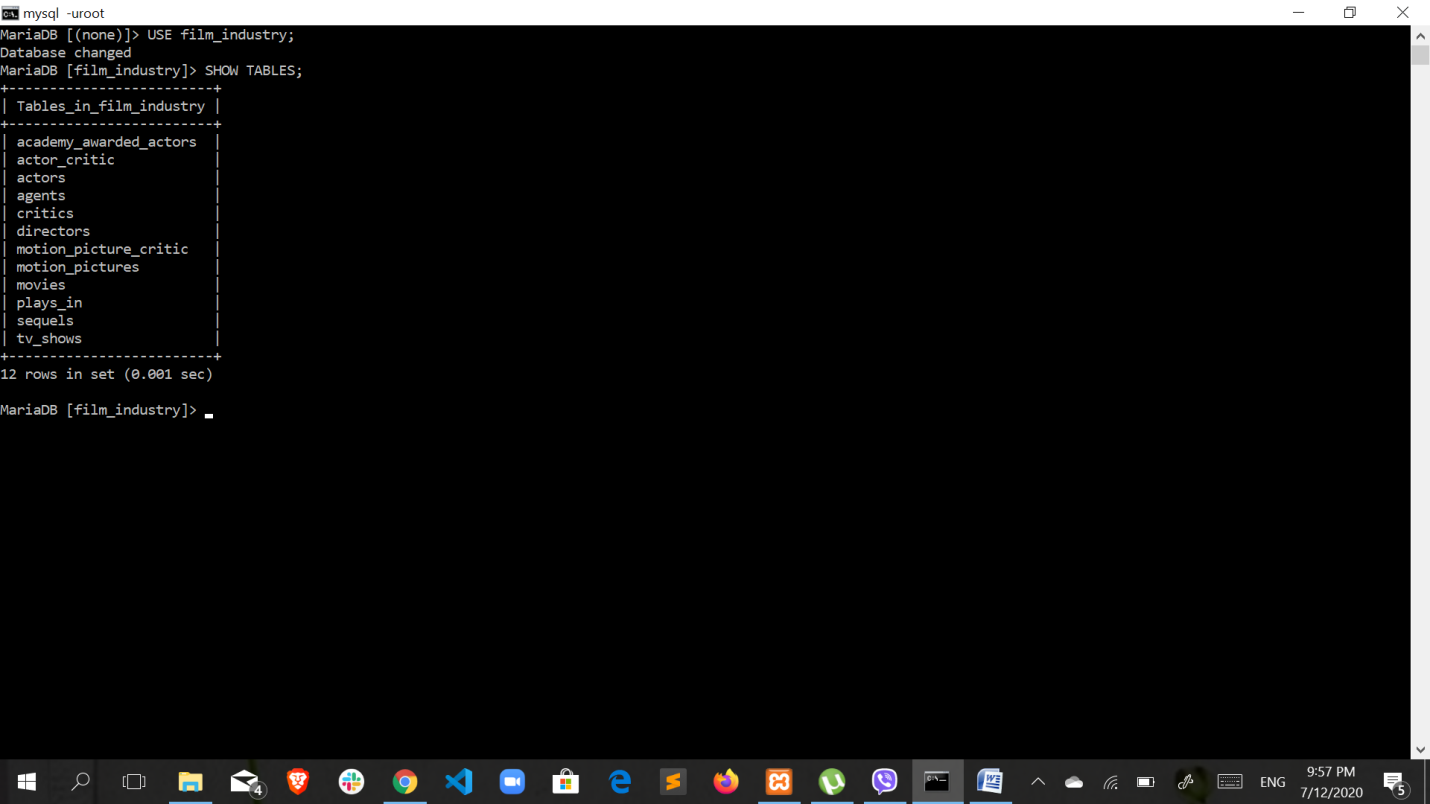 mysql  -uroot
MariaDB [(none)]> USE film_industry;
Database changed
MariaDB [film_industry]> SHOW TABLES;
+-------------------------+
| Tables_in_film_industry |
+-------------------------+
| academy_awarded_actors  |
| actor_critic            |
| actors                  |
| agents                  |
| critics                 |
| directors               |
| motion_picture_critic   |
| motion_pictures         |
| movies                  |
| plays_in                |
| sequels                 |
| tv_shows                |
+-------------------------+
12 rows in set (0.001 sec)

MariaDB [film_industry]>
4
ENG
9:57 PM
7/12/2020
5